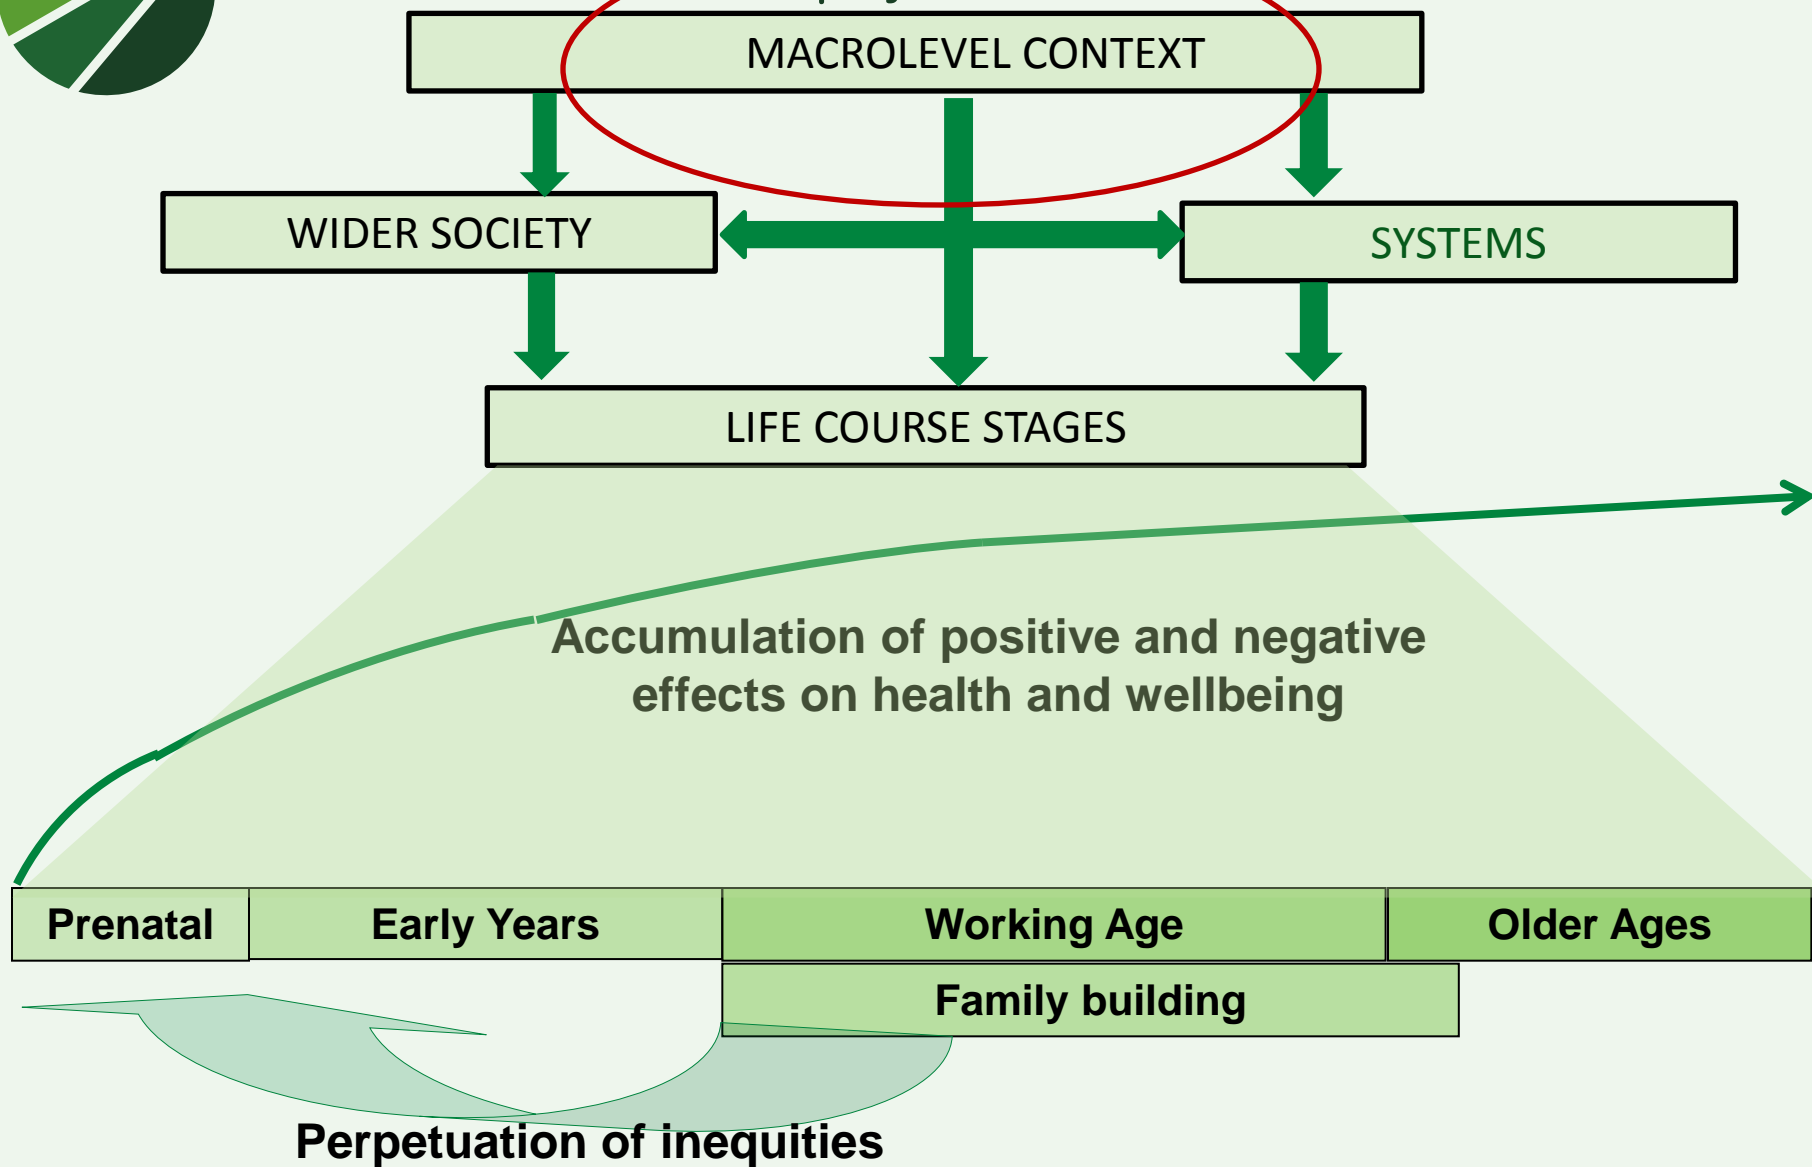 MACROLEVEL CONTEXT
WIDER SOCIETY
SYSTEMS
LIFE COURSE STAGES
Accumulation of positive and negative
effects on health and wellbeing
Prenatal
Early Years
Working Age
Older Ages
Family building
Perpetuation of inequities